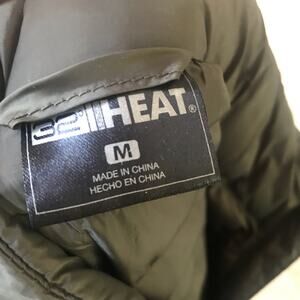 32° HEAT®
M
MADE IN CHINA
HECHO EN CHINA